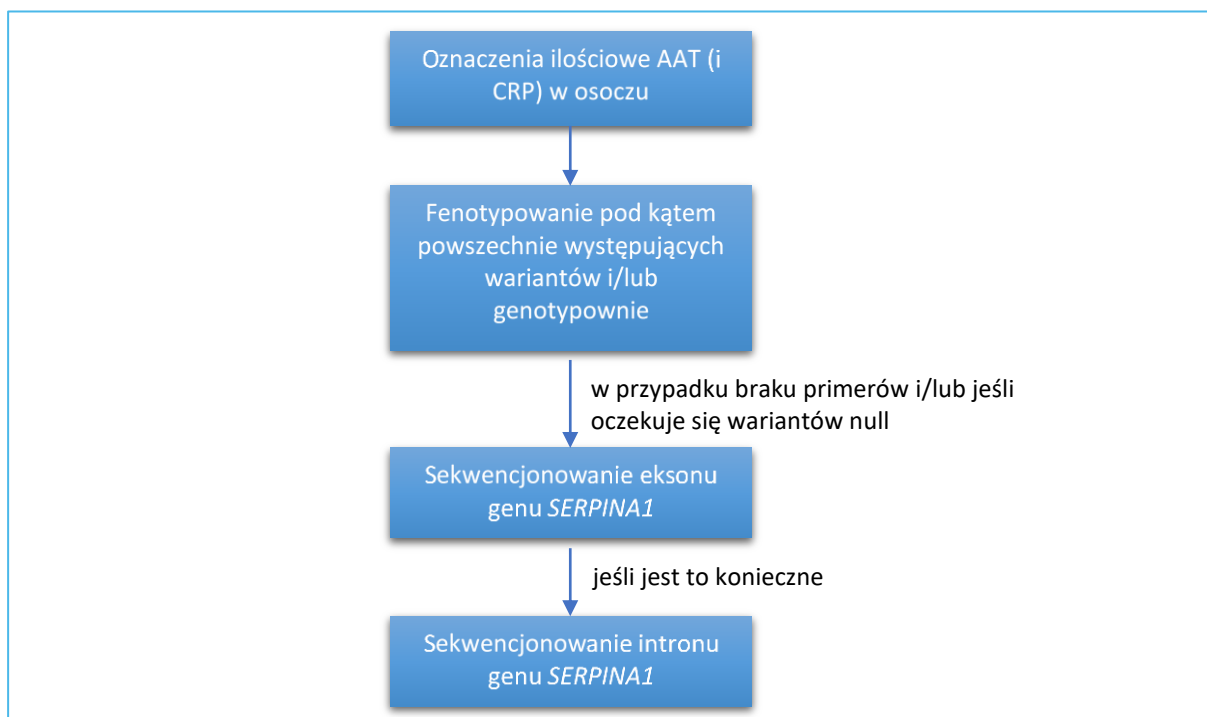 Oznaczenia ilościowe AAT (i
CRP) w osoczu
Fenotypowanie pod kątem
powszechnie występujących
wariantów i/lub
genotypownie
w przypadku braku primerów i/lub jeśli
oczekuje się wariantów null
Sekwencjonowanie eksonu
genu SERPINA1
jeśli jest to konieczne
Sekwencjonowanie intronu
genu SERPINA1